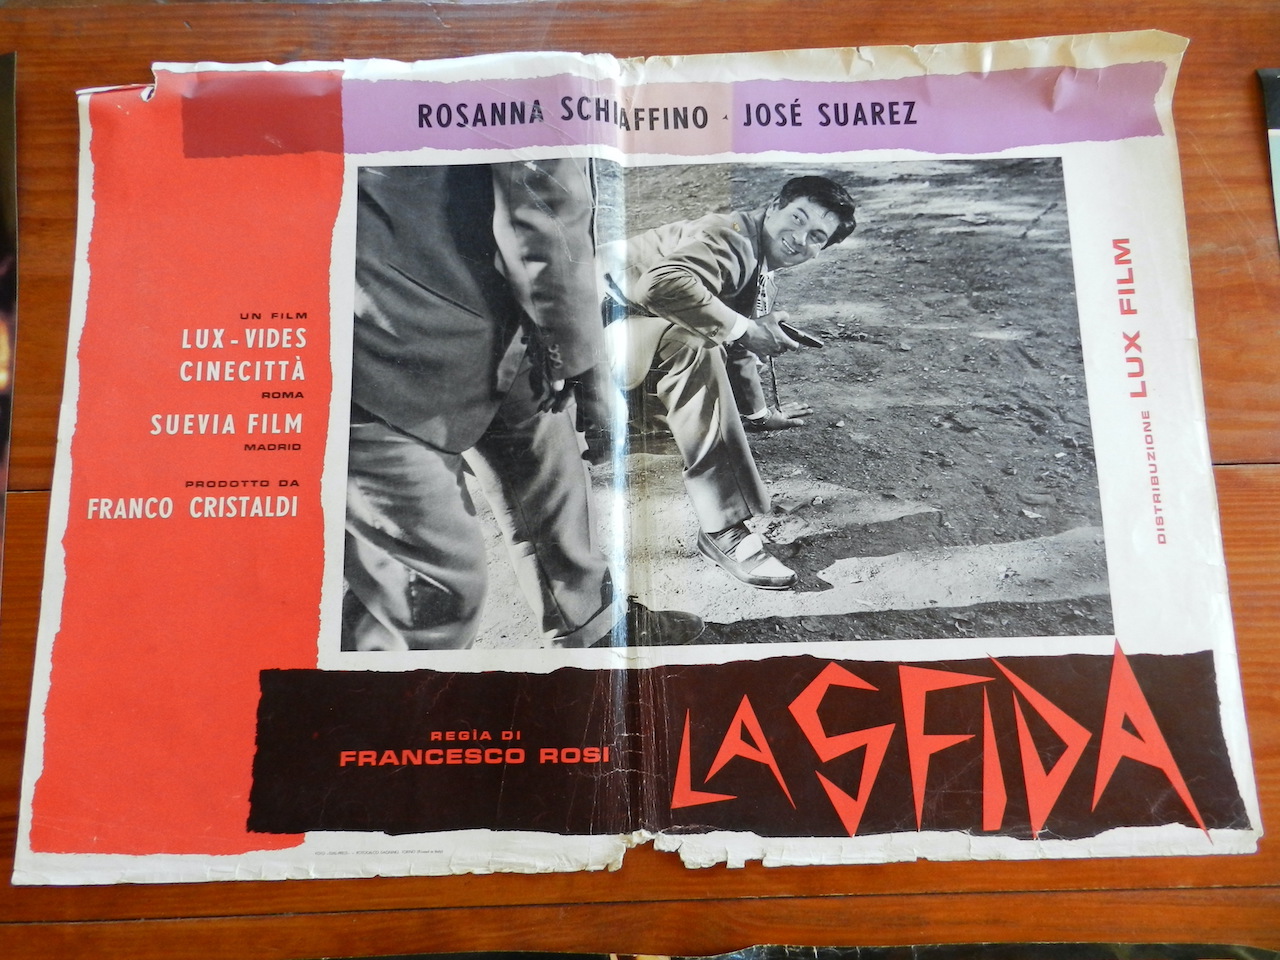 ROSANNA SCHIAFFINO - JOSÉ SUAREZ
UN FILM
LUX-VIDES
CINECITTÀ
ROMA
SUEVIA FILM
MADRID
PRODOTTO DA
FRANCO CRISTALDI
DISTRIBUZIONE LUX FILM
REGÌA DI
FRANCESCO ROSI
LA SFIDA